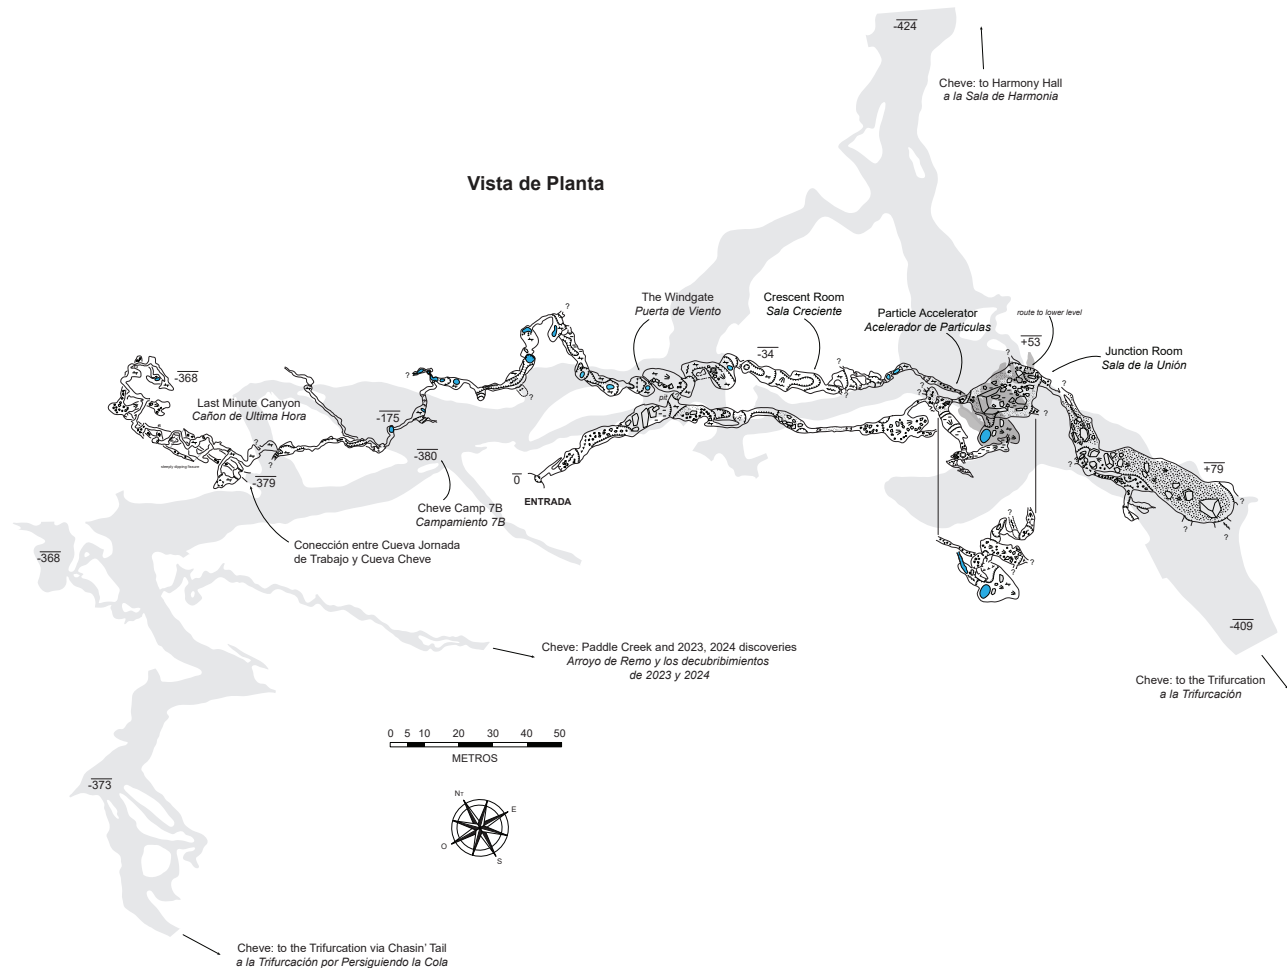 -424
Cheve: to Harmony Hall
a la Sala de Harmonia
Vista de Planta
The Windgate
Puerta de Viento
Crescent Room
Sala Creciente
-34
Particle Accelerator
Acelerador de Particulas
route to lower level
+53
Junction Room
Sala de la Unión
-368
Last Minute Canyon
Cañon de Ultima Hora
-175
pit
-380
-379
0
ENTRADA
+79
Cheve Camp 7B
Campamiento 7B
Conección entre Cueva Jornada
de Trabajo y Cueva Cheve
-368
-409
Cheve: Paddle Creek and 2023, 2024 discoveries
Arroyo de Remo y los decubribimientos
de 2023 y 2024
Cheve: to the Trifurcation
a la Trifurcación
0 5 10 20 30 40 50
METROS
-373
NT
E
O
S
Cheve: to the Trifurcation via Chasin' Tail
a la Trifurcación por Persiguiendo la Cola